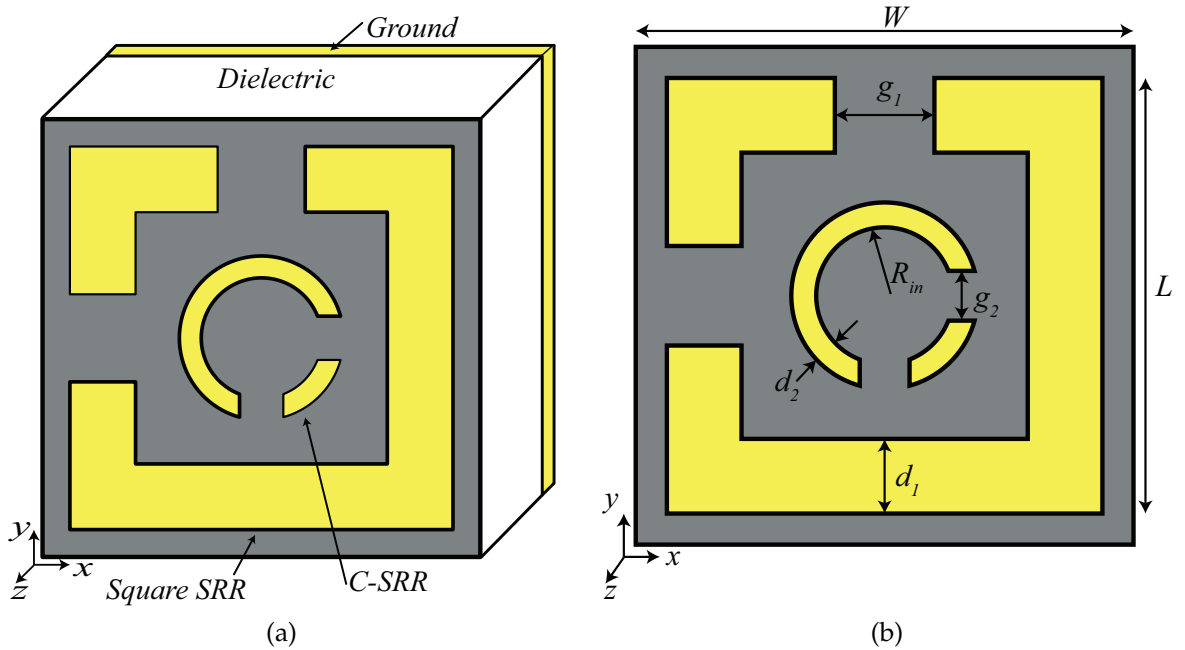 Ground
Dielectric
y
x
z
Square SRR
C-SRR
(a)
W
g1
Rin
g2
L
d2
d1
y
x
z
(b)